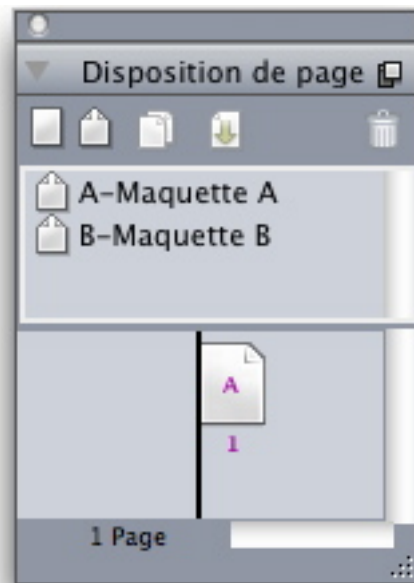 Disposition de page
A-Maquette A
B-Maquette B
A
1
1 Page